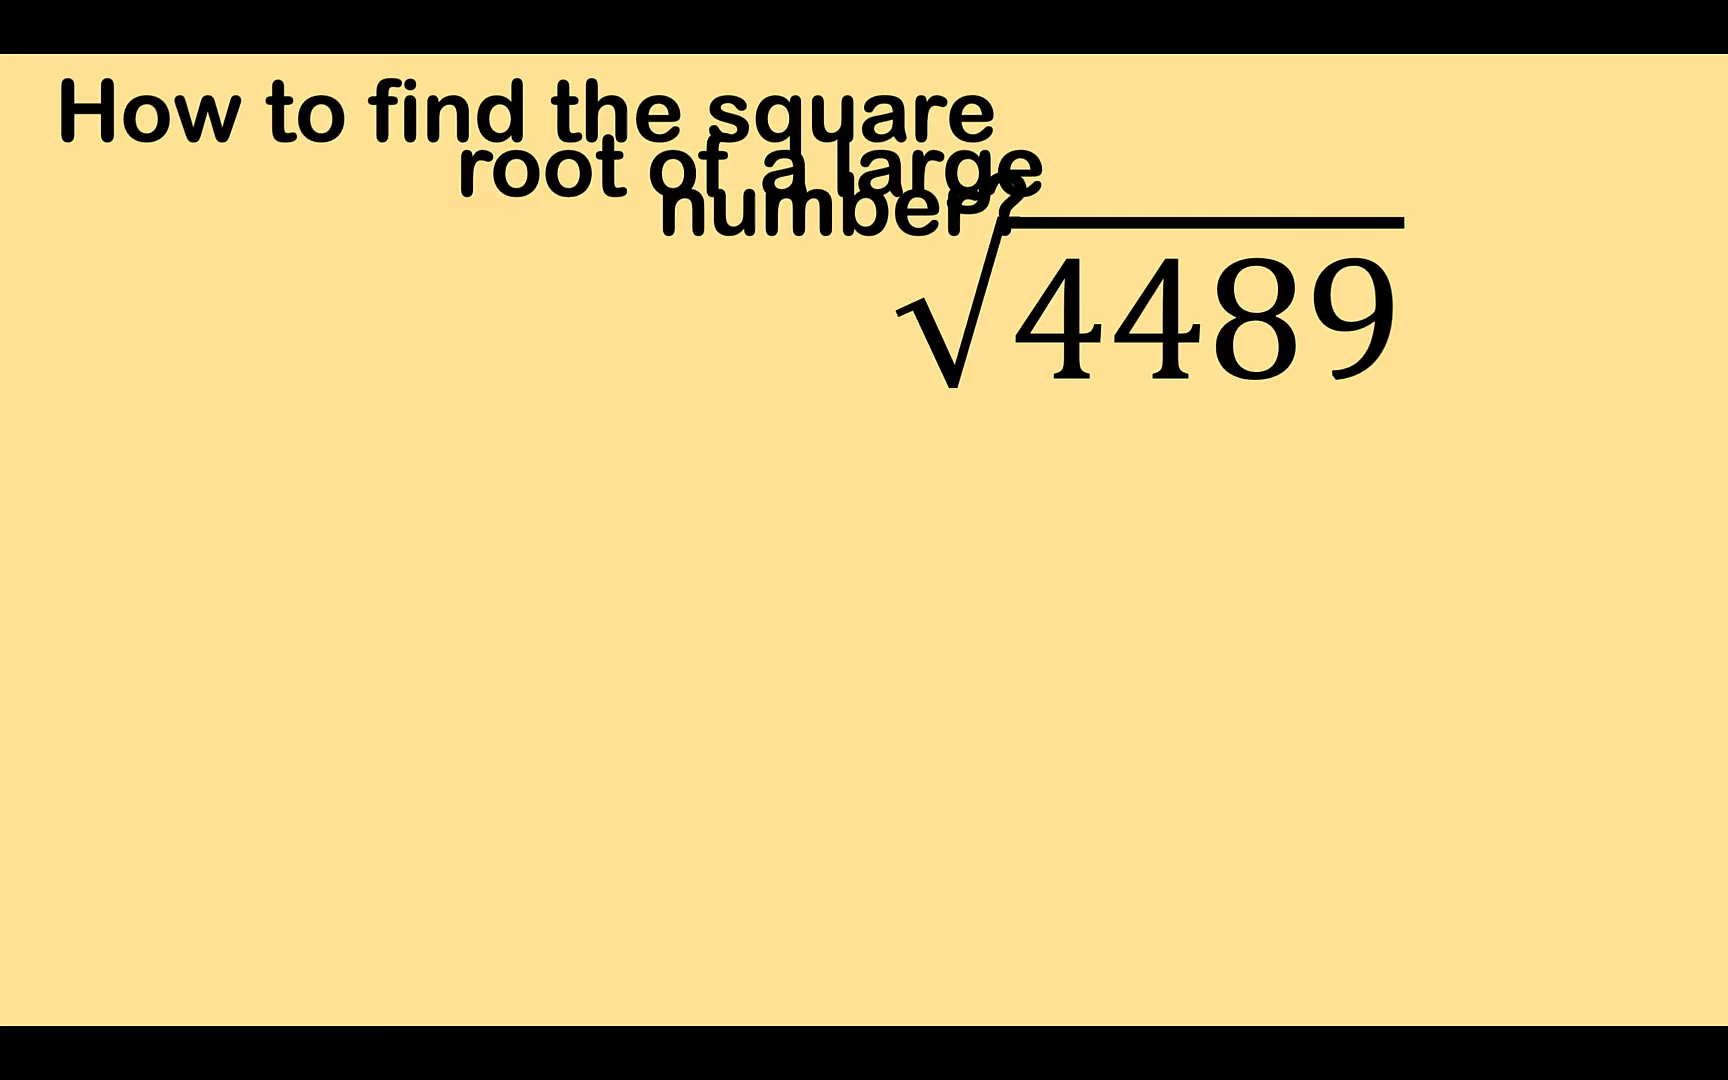 How to find the square
root of a large
number?
√4489